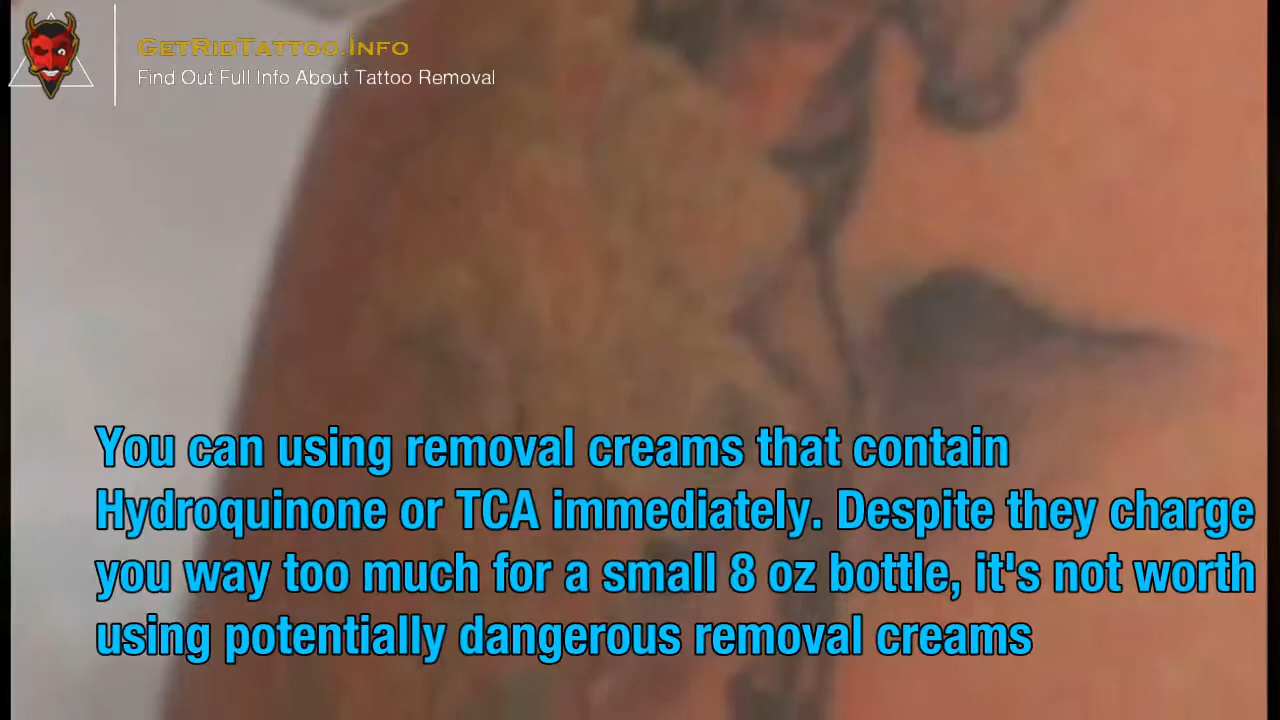 GetRidTattoo.Info
Find Out Full Info About Tattoo Removal
You can using removal creams that contain
Hydroquinone or TCA immediately. Despite they charge
you way too much for a small 8 oz bottle, it's not worth
using potentially dangerous removal creams